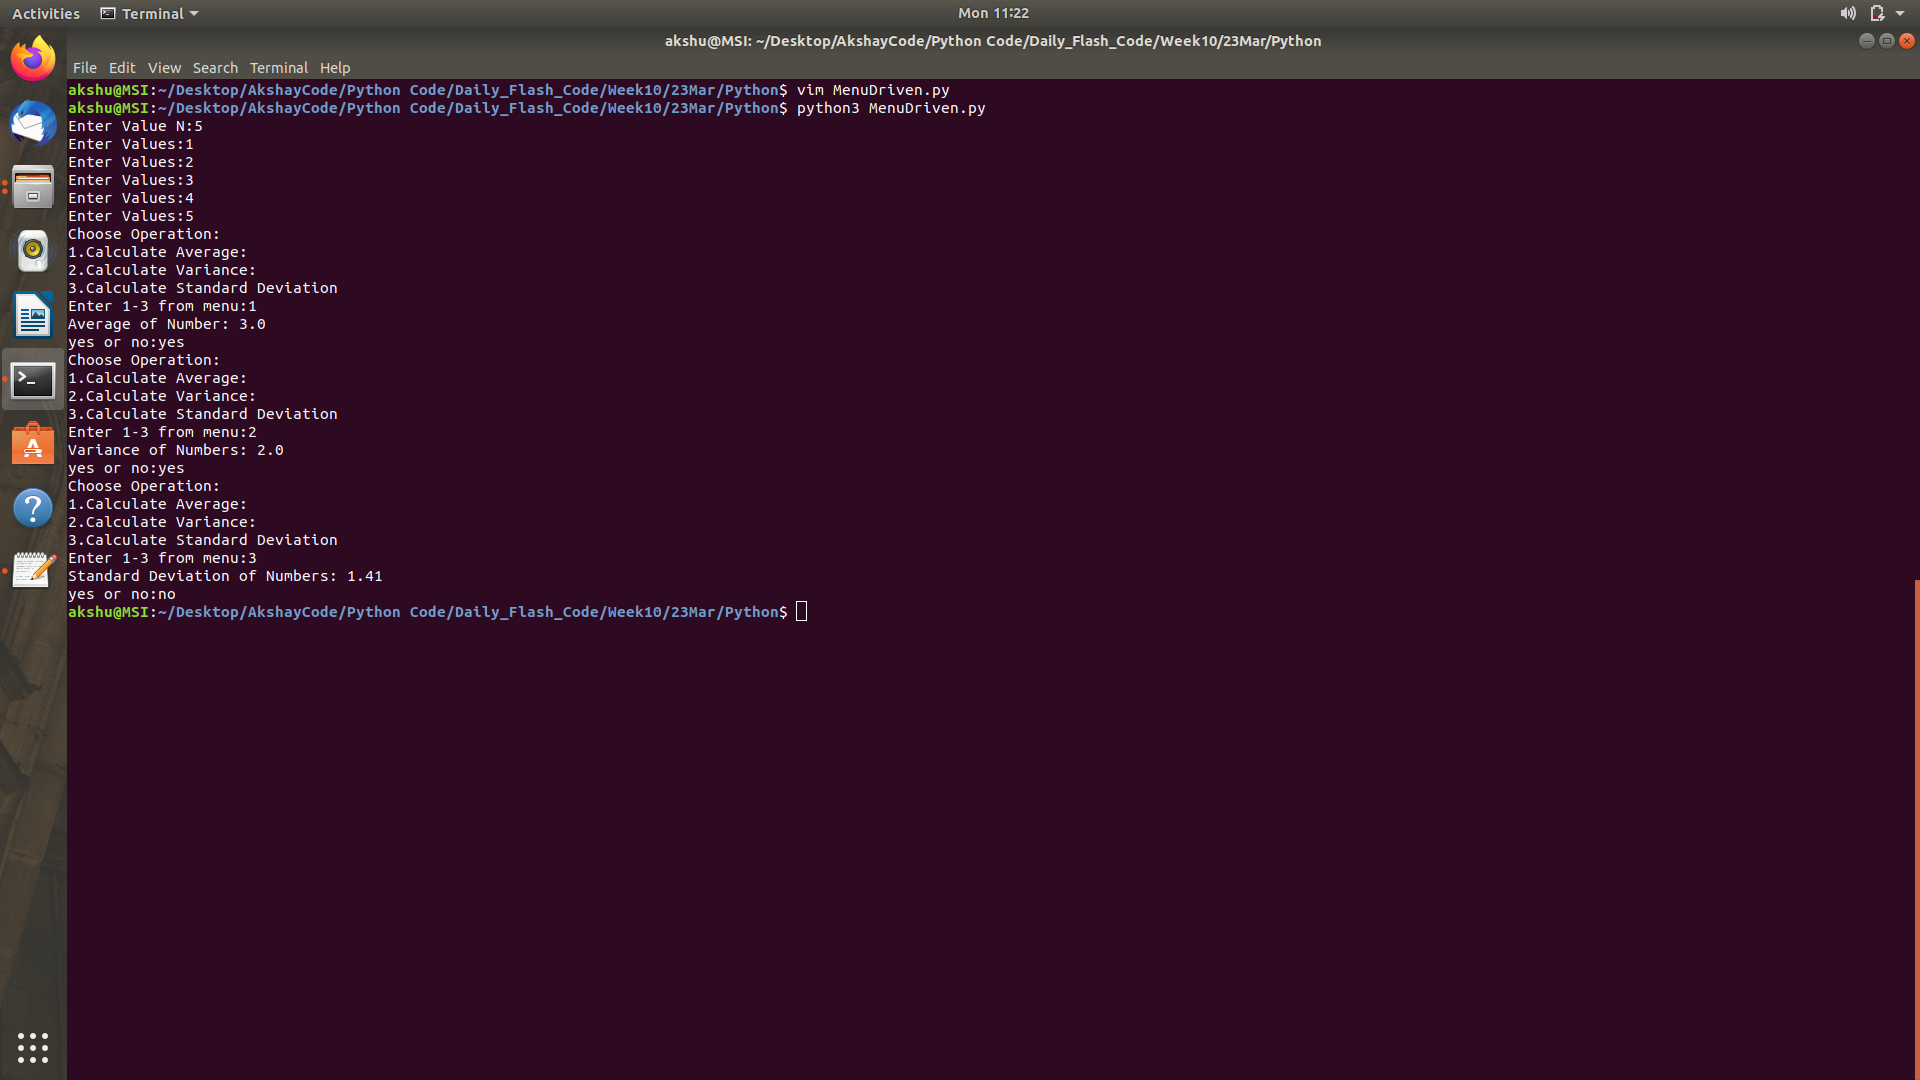 Activities
Terminal
Mon 11:22
akshu@MSI: ~/Desktop/AkshayCode/Python Code/Daily_Flash_Code/Week10/23Mar/Python
File Edit View Search Terminal Help
akshu@MSI:~/Desktop/AkshayCode/Python Code/Daily_Flash_Code/Week10/23Mar/Python$ vim MenuDriven.py
akshu@MSI:~/Desktop/AkshayCode/Python Code/Daily_Flash_Code/Week10/23Mar/Python$ python3 MenuDriven.py
Enter Value N:5
Enter Values:1
Enter Values:2
Enter Values:3
Enter Values:4
Enter Values:5
Choose Operation:
1.Calculate Average:
2.Calculate Variance:
3.Calculate Standard Deviation
Enter 1-3 from menu:1
Average of Number: 3.0
yes or no:yes
Choose Operation:
1.Calculate Average:
2.Calculate Variance:
3.Calculate Standard Deviation
Enter 1-3 from menu:2
Variance of Numbers: 2.0
yes or no:yes
Choose Operation:
1.Calculate Average:
2.Calculate Variance:
3.Calculate Standard Deviation
Enter 1-3 from menu:3
Standard Deviation of Numbers: 1.41
yes or no:no
akshu@MSI:~/Desktop/AkshayCode/Python Code/Daily_Flash_Code/Week10/23Mar/Python$